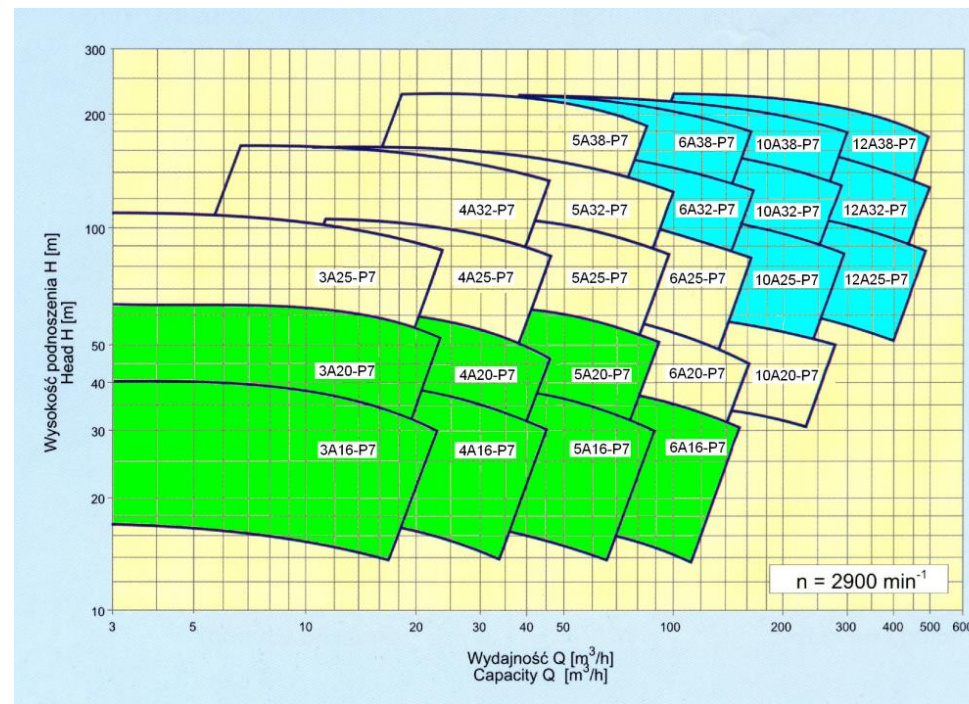 300
200
100
50
40
30
20
10
Wysokość podnoszenia H [m]
Head H [m]
5A38-P7
6A38-P7
10A38-P7
12A38-P7
4A32-P7
5A32-P7
6A32-P7
10A32-P7
12A32-P7
3A25-P7
4A25-P7
5A25-P7
6A25-P7
10A25-P7
12A25-P7
3A20-P7
4A20-P7
5A20-P7
6A20-P7
10A20-P7
3A16-P7
4A16-P7
5A16-P7
6A16-P7
n = 2900 min⁻¹
3 5 10 20 30 40 50 100 200 300 400 500 600
Wydajność Q [m³/h]
Capacity Q [m³/h]